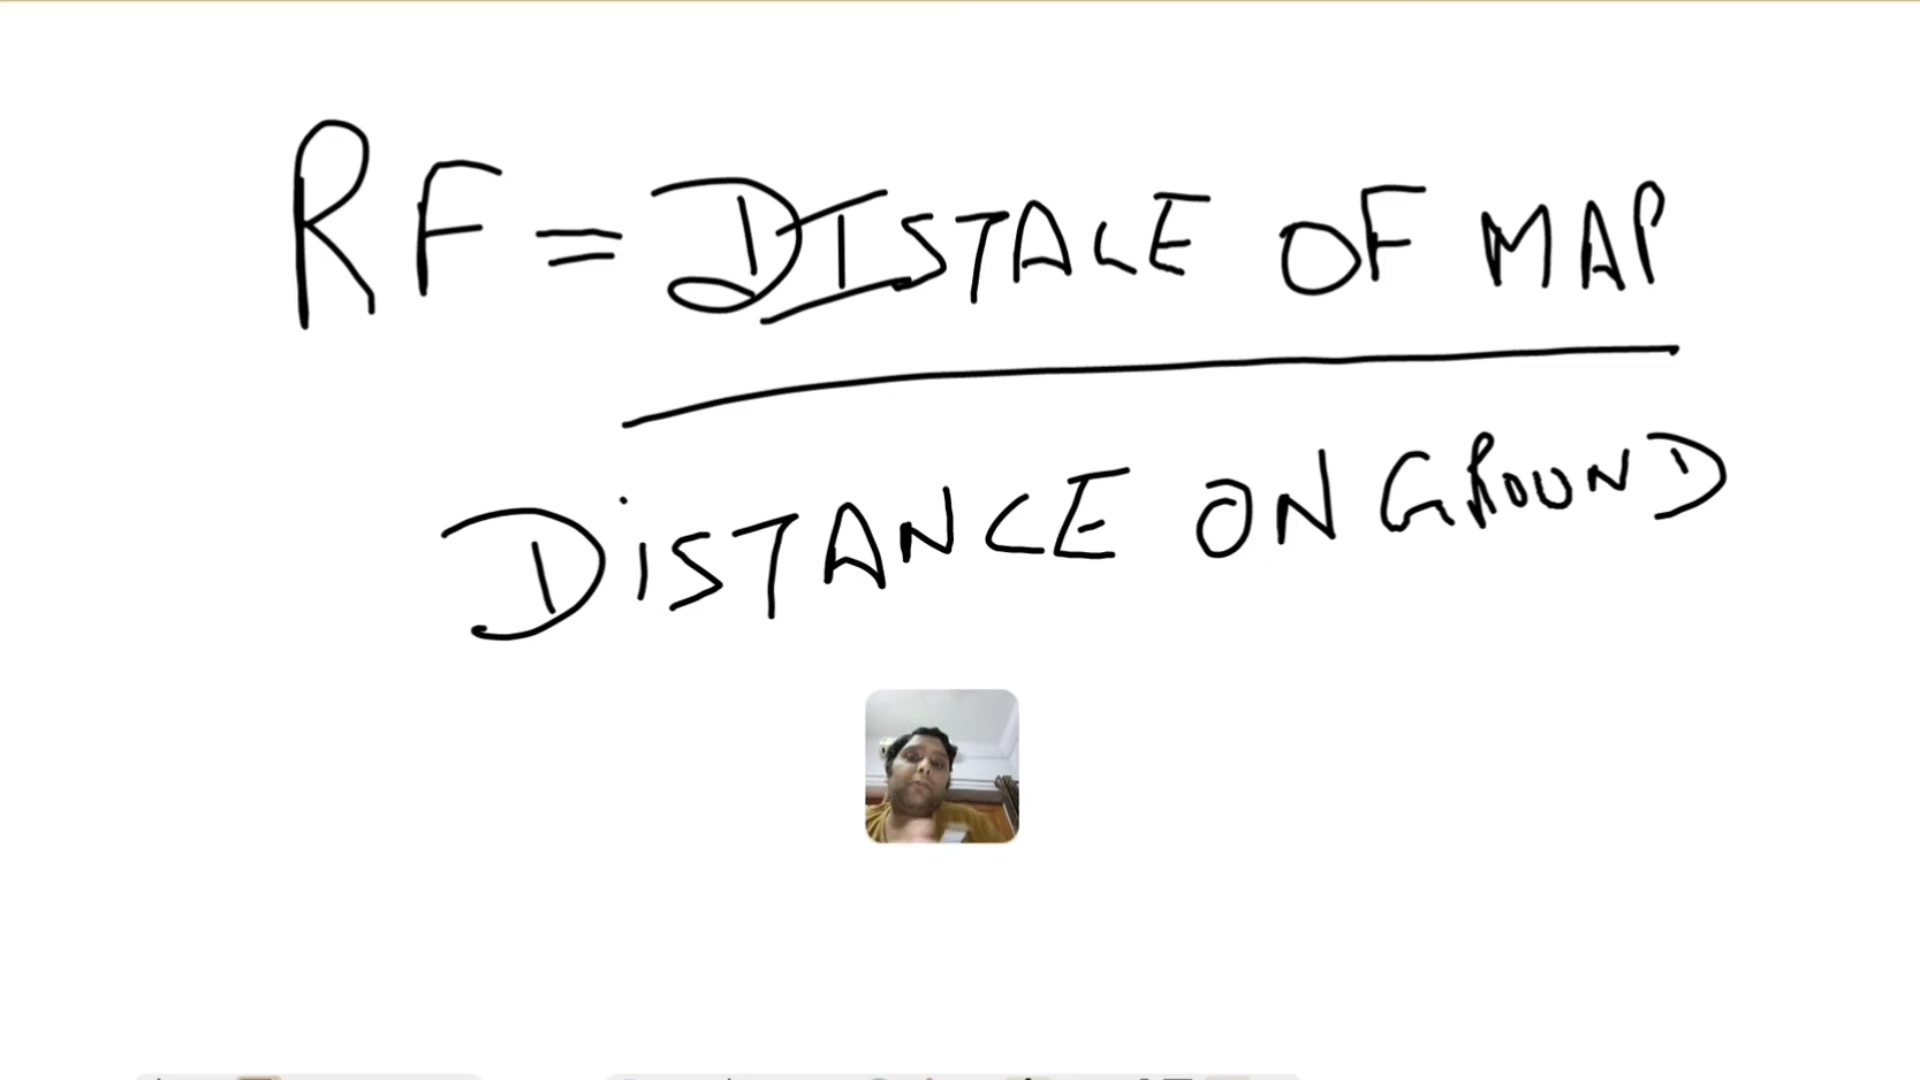 RF = DISTACE OF MAP
DISTANCE ON GROUND